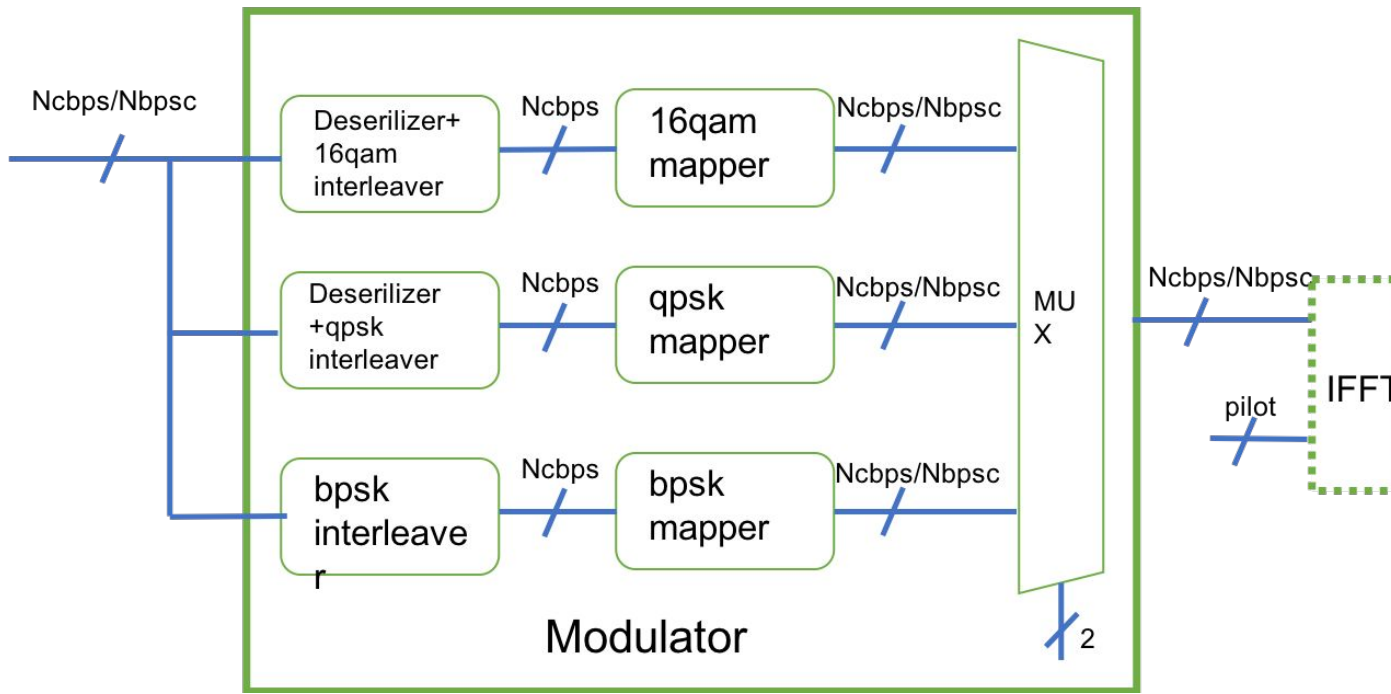 Ncbps/Nbpsc
Deserilizer+
16qam
interleaver
Ncbps
16qam
mapper
Ncbps/Nbpsc
Deserilizer
+qpsk
interleaver
Ncbps
qpsk
mapper
Ncbps/Nbpsc
MU
X
Ncbps/Nbpsc
IFFT
pilot
bpsk
interleave
r
Ncbps
bpsk
mapper
Ncbps/Nbpsc
Modulator
2